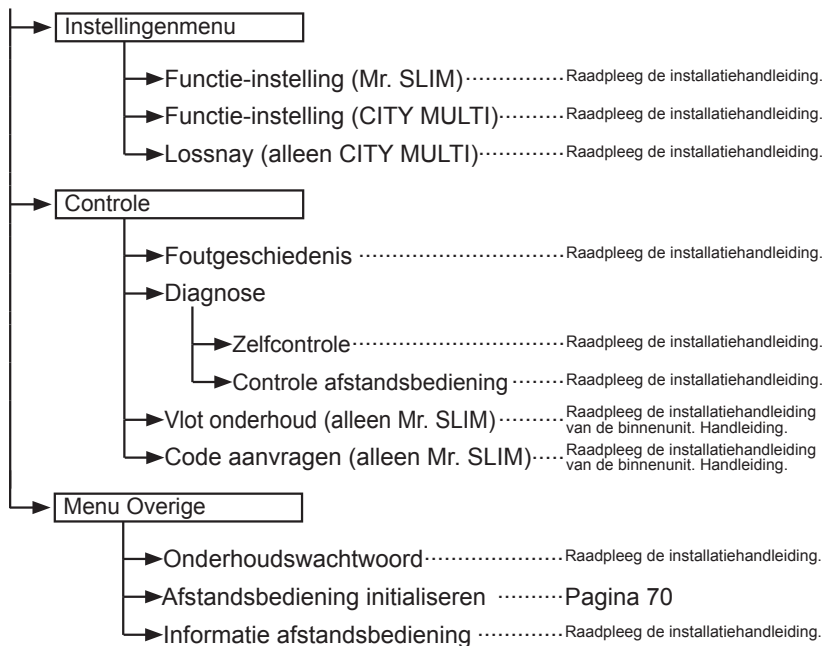 Instellingenmenu
Functie-instelling (Mr. SLIM)··············· Raadpleeg de installatiehandleiding.
Functie-instelling (CITY MULTI)·········· Raadpleeg de installatiehandleiding.
Lossnay (alleen CITY MULTI)············· Raadpleeg de installatiehandleiding.
Controle
Foutgeschiedenis ······························ Raadpleeg de installatiehandleiding.
Diagnose
Zelfcontrole······························· Raadpleeg de installatiehandleiding.
Controle afstandsbediening ········ Raadpleeg de installatiehandleiding.
Vlot onderhoud (alleen Mr. SLIM)·········· Raadpleeg de installatiehandleiding
van de binnenunit. Handleiding.
Code aanvragen (alleen Mr. SLIM)····· Raadpleeg de installatiehandleiding
van de binnenunit. Handleiding.
Menu Overige
Onderhoudswachtwoord···················· Raadpleeg de installatiehandleiding.
Afstandsbediening initialiseren ·········· Pagina 70
Informatie afstandsbediening ············· Raadpleeg de installatiehandleiding.